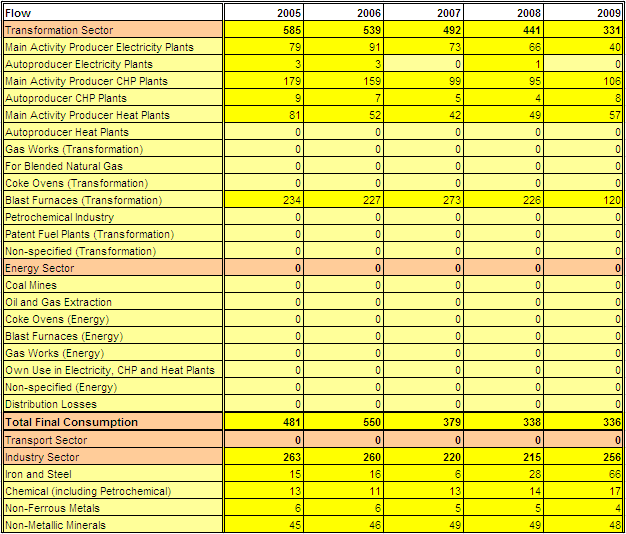 Flow 2005 2006 2007 2008 2009
Transformation Sector 585 539 492 441 331
Main Activity Producer Electricity Plants 79 91 73 66 40
Autoproducer Electricity Plants 3 3 0 1 0
Main Activity Producer CHP Plants 179 159 99 95 106
Autoproducer CHP Plants 9 7 5 4 8
Main Activity Producer Heat Plants 81 52 42 49 57
Autoproducer Heat Plants 0 0 0 0 0
Gas Works (Transformation) 0 0 0 0 0
For Blended Natural Gas 0 0 0 0 0
Coke Ovens (Transformation) 0 0 0 0 0
Blast Furnaces (Transformation) 234 227 273 226 120
Petrochemical Industry 0 0 0 0 0
Patent Fuel Plants (Transformation) 0 0 0 0 0
Non-specified (Transformation) 0 0 0 0 0
Energy Sector 0 0 0 0 0
Coal Mines 0 0 0 0 0
Oil and Gas Extraction 0 0 0 0 0
Coke Ovens (Energy) 0 0 0 0 0
Blast Furnaces (Energy) 0 0 0 0 0
Gas Works (Energy) 0 0 0 0 0
Own Use in Electricity, CHP and Heat Plants 0 0 0 0 0
Non-specified (Energy) 0 0 0 0 0
Distribution Losses 0 0 0 0 0
Total Final Consumption 481 550 379 338 336
Transport Sector 0 0 0 0 0
Industry Sector 263 260 220 215 256
Iron and Steel 15 16 6 28 66
Chemical (including Petrochemical) 13 11 13 14 17
Non-Ferrous Metals 6 6 5 5 4
Non-Metallic Minerals 45 46 49 49 48